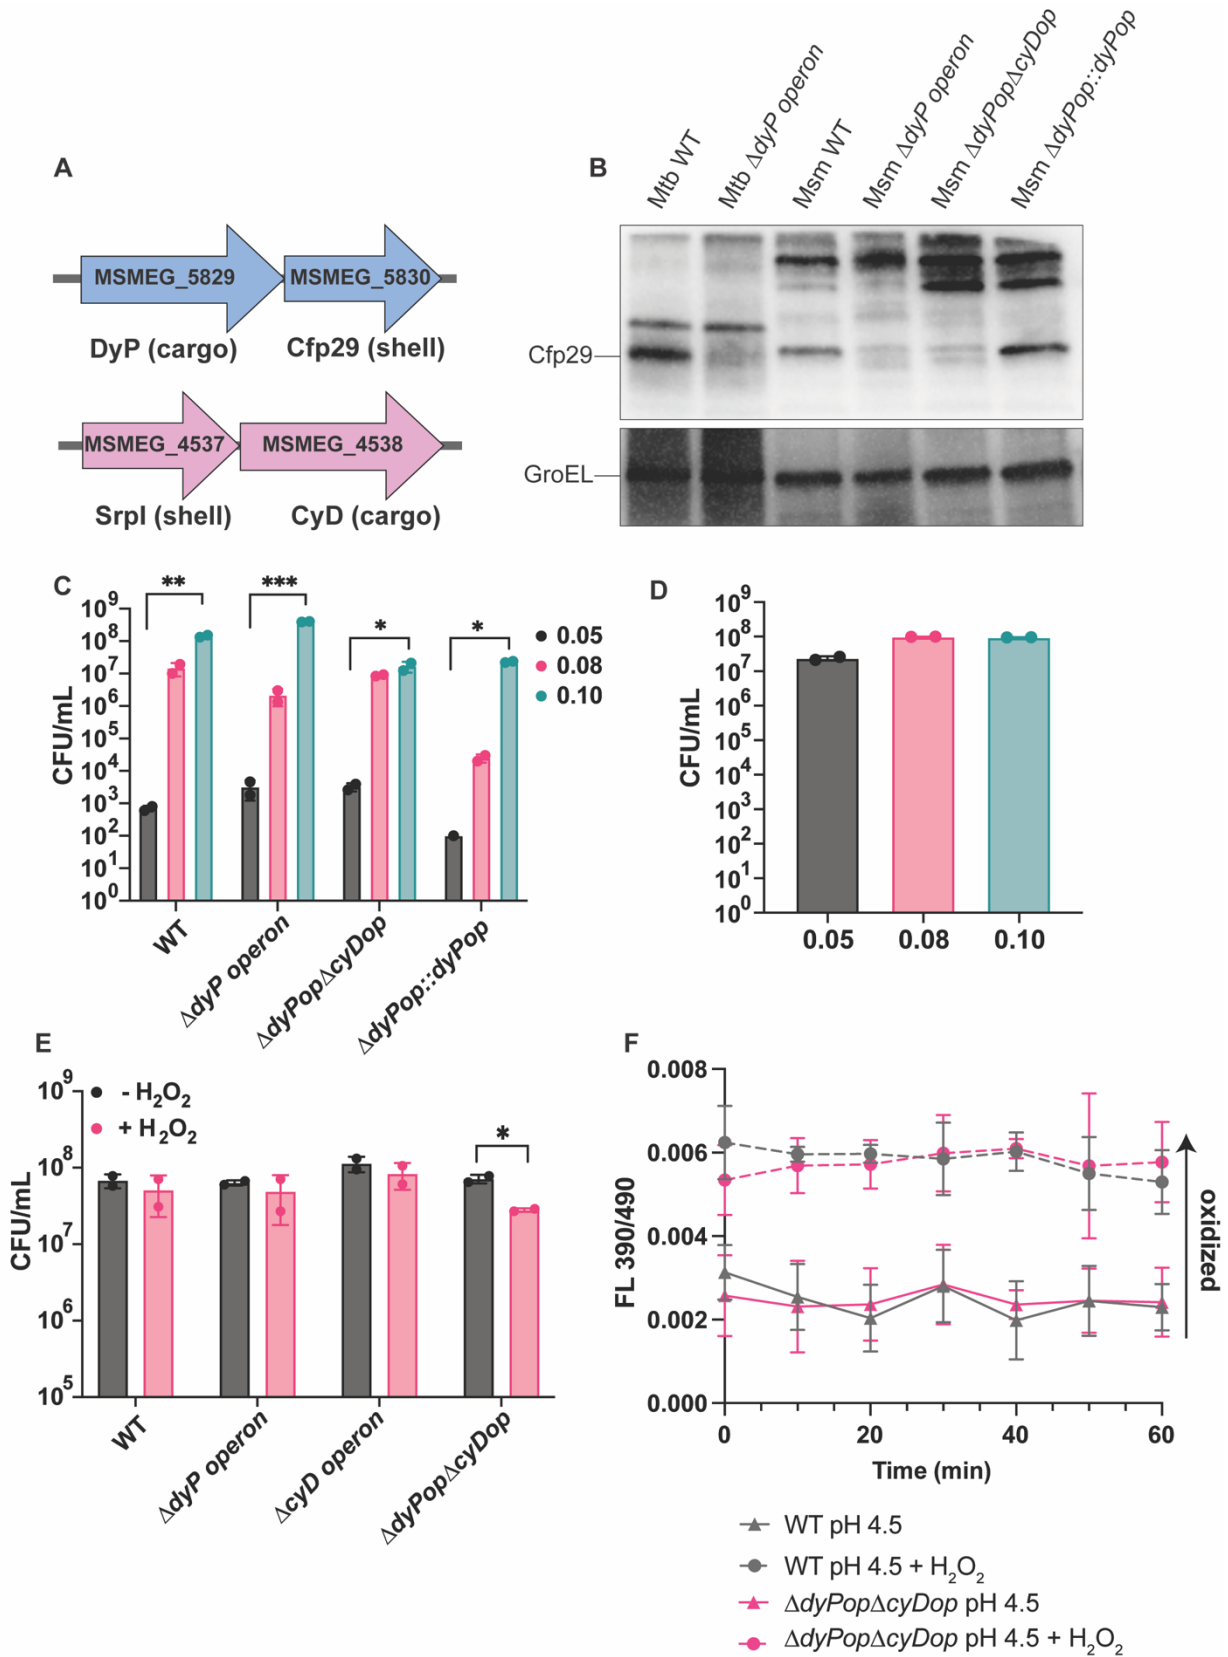 A
MSMEG_5829
MSMEG_5830
DyP (cargo)
Cfp29 (shell)
MSMEG_4537
MSMEG_4538
SrpI (shell)
CyD (cargo)
B
Mtb WT
Mtb ΔdyP operon
Msm WT
Msm ΔdyP operon
Msm ΔdyPopΔcyDop
Msm ΔdyPop::dyPop
Cfp29
GroEL
C
CFU/mL
10⁹
10⁸
10⁷
10⁶
10⁵
10⁴
10³
10²
10¹
10⁰
**
***
*
*
0.05
0.08
0.10
WT
ΔdyP operon
ΔdyPopΔcyDop
ΔdyPop::dyPop
D
CFU/mL
10⁹
10⁸
10⁷
10⁶
10⁵
10⁴
10³
10²
10¹
10⁰
0.05
0.08
0.10
E
CFU/mL
10⁹
10⁸
10⁷
10⁶
10⁵
- H₂O₂
+ H₂O₂
*
WT
ΔdyP operon
ΔcyD operon
ΔdyPopΔcyDop
F
FL 390/490
0.008
0.006
0.004
0.002
0.000
0
20
40
60
Time (min)
oxidized
WT pH 4.5
WT pH 4.5 + H₂O₂
ΔdyPopΔcyDop pH 4.5
ΔdyPopΔcyDop pH 4.5 + H₂O₂